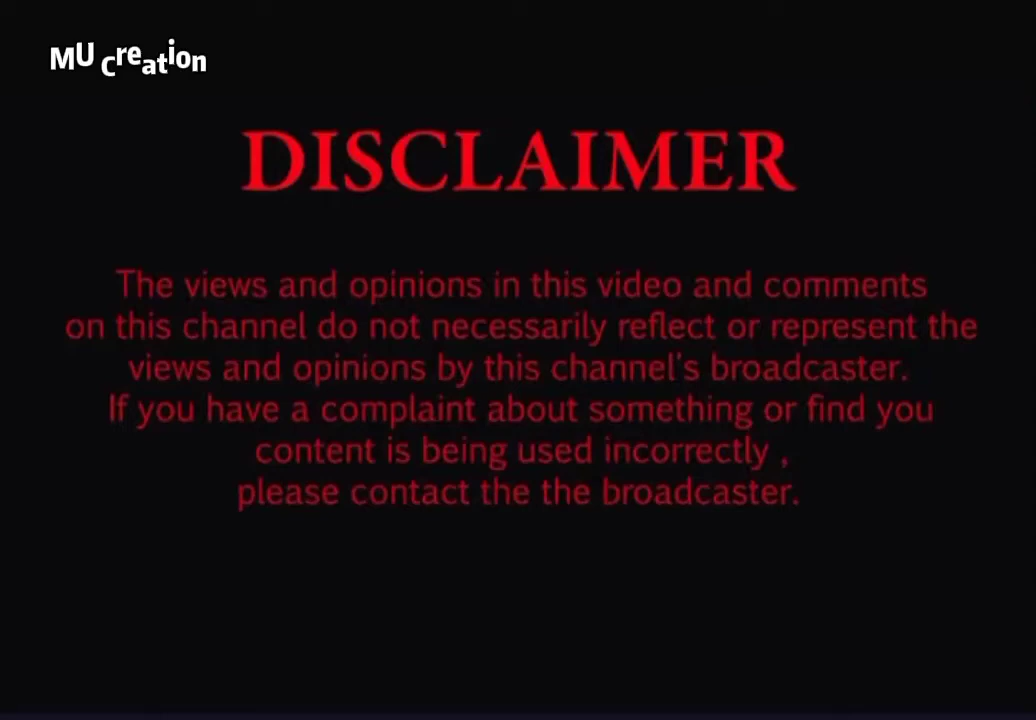 MU Creation
DISCLAIMER
The views and opinions in this video and comments
on this channel do not necessarily reflect or represent the
views and opinions by this channel's broadcaster.
If you have a complaint about something or find you
content is being used incorrectly ,
please contact the the broadcaster.